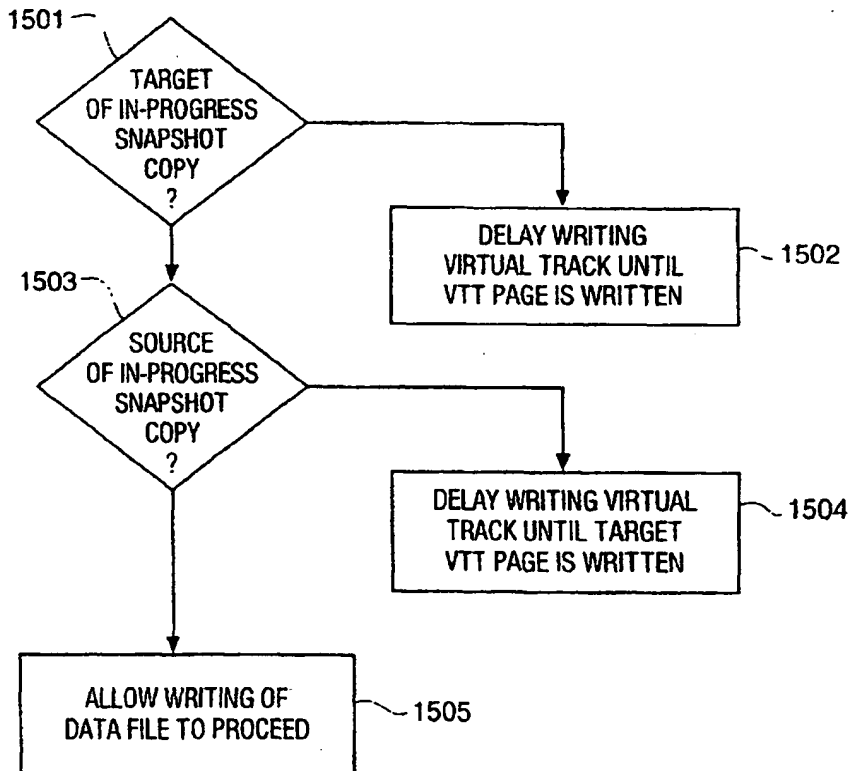 1501
TARGET
OF IN-PROGRESS
SNAPSHOT
COPY
?
DELAY WRITING
VIRTUAL TRACK UNTIL
VTT PAGE IS WRITTEN
1502
1503
SOURCE
OF IN-PROGRESS
SNAPSHOT
COPY
?
DELAY WRITING VIRTUAL
TRACK UNTIL TARGET
VTT PAGE IS WRITTEN
1504
ALLOW WRITING OF
DATA FILE TO PROCEED
1505